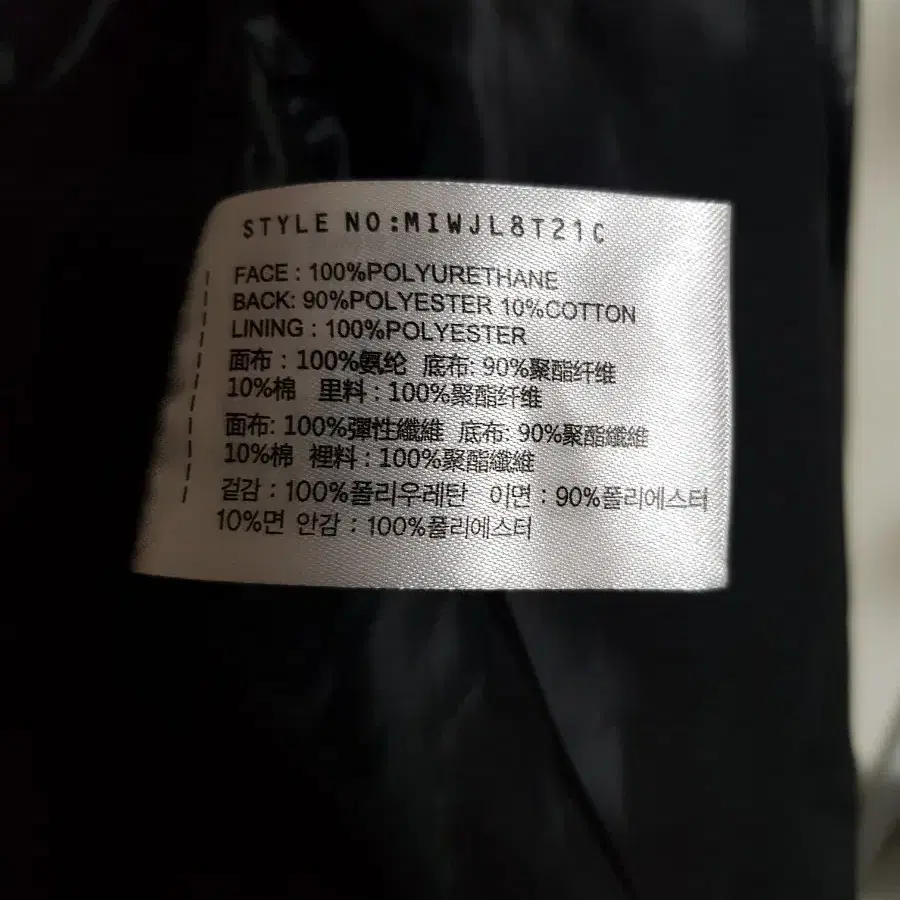 STYLE NO:MIWJL8T21C
FACE : 100%POLYURETHANE
BACK: 90%POLYESTER 10%COTTON
LINING : 100%POLYESTER
面布 : 100%氨纶 底布: 90%聚酯纤维
10%棉 里料 : 100%聚酯纤维
面布: 100%彈性纖維 底布: 90%聚酯纖維
10%棉 裡料 : 100%聚酯纖維
겉감 : 100%폴리우레탄 이면 : 90%폴리에스터
10%면 안감 : 100%폴리에스터